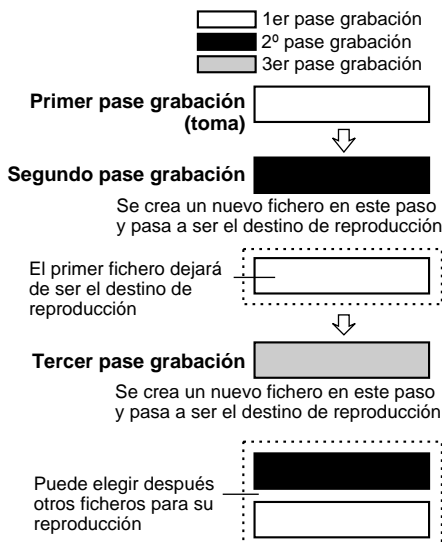 1er pase grabación
2º pase grabación
3er pase grabación
Primer pase grabación
(toma)
Segundo pase grabación
Se crea un nuevo fichero en este paso
y pasa a ser el destino de reproducción
El primer fichero dejará
de ser el destino de
reproducción
Tercer pase grabación
Se crea un nuevo fichero en este paso
y pasa a ser el destino de reproducción
Puede elegir después
otros ficheros para su
reproducción